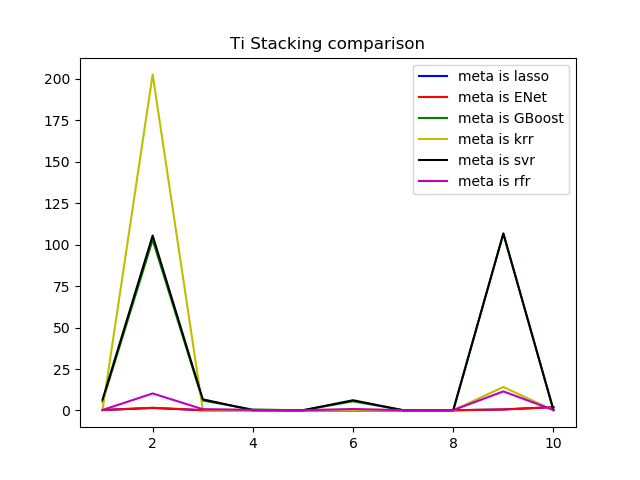 Ti Stacking comparison
meta is lasso
meta is ENet
meta is GBoost
meta is krr
meta is svr
meta is rfr
200
175
150
125
100
75
50
25
0
2
4
6
8
10